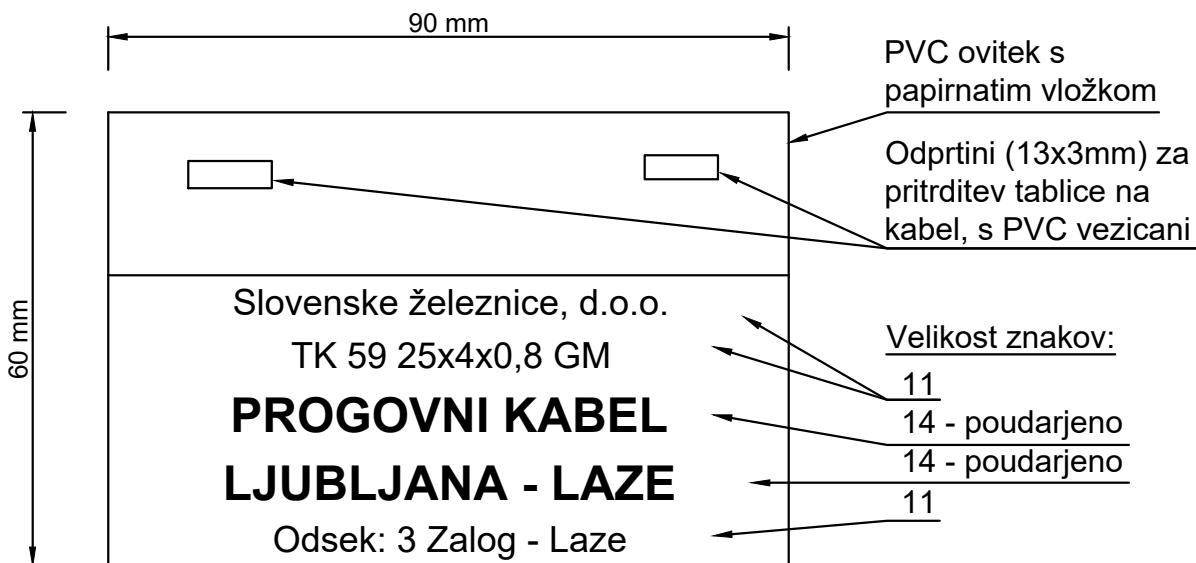 90 mm
PVC ovitek s
papirnatim vložkom
Odprtini (13x3mm) za
pritrditev tablice na
kabel, s PVC vezicani
60 mm
Slovenske železnice, d.o.o.
TK 59 25x4x0,8 GM
PROGOVNI KABEL
LJUBLJANA - LAZE
Odsek: 3 Zalog - Laze
Velikost znakov:
11
14 - poudarjeno
14 - poudarjeno
11